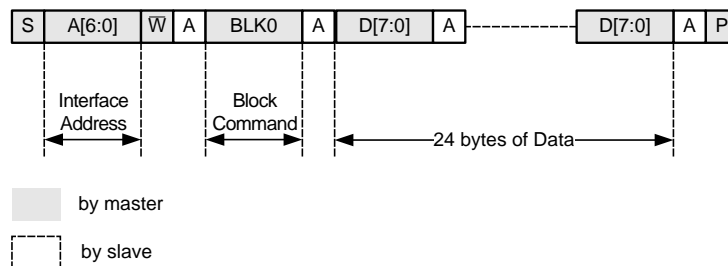 S A[6:0] W̅ A BLK0 A D[7:0] A D[7:0] A P
Interface Address
Block Command
24 bytes of Data
by master
by slave